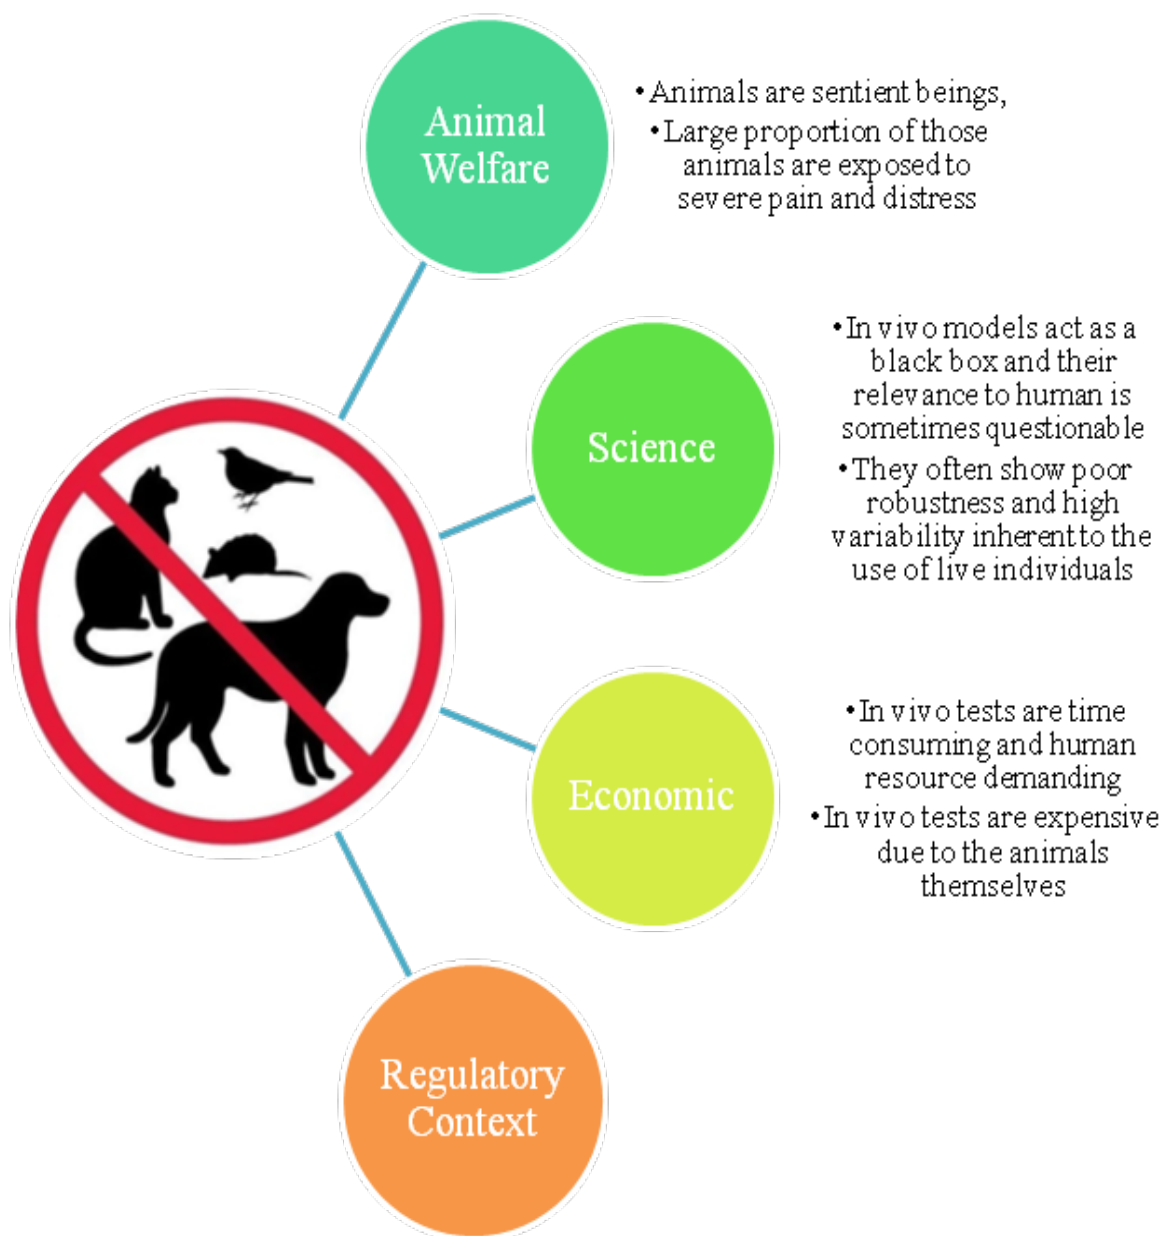 Animal
Welfare
•Animals are sentient beings,
•Large proportion of those
animals are exposed to
severe pain and distress
Science
•In vivo models act as a
black box and their
relevance to human is
sometimes questionable
•They often show poor
robustness and high
variability inherent to the
use of live individuals
Economic
•In vivo tests are time
consuming and human
resource demanding
•In vivo tests are expensive
due to the animals
themselves
Regulatory
Context